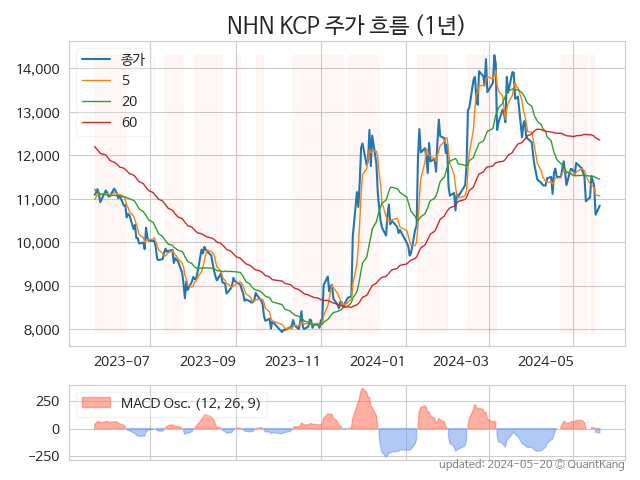 NHN KCP 주가 흐름 (1년)
종가
5
20
60
14,000
13,000
12,000
11,000
10,000
9,000
8,000
2023-07 2023-09 2023-11 2024-01 2024-03 2024-05
MACD Osc. (12, 26, 9)
250
0
−250
updated: 2024-05-20 © QuantKang